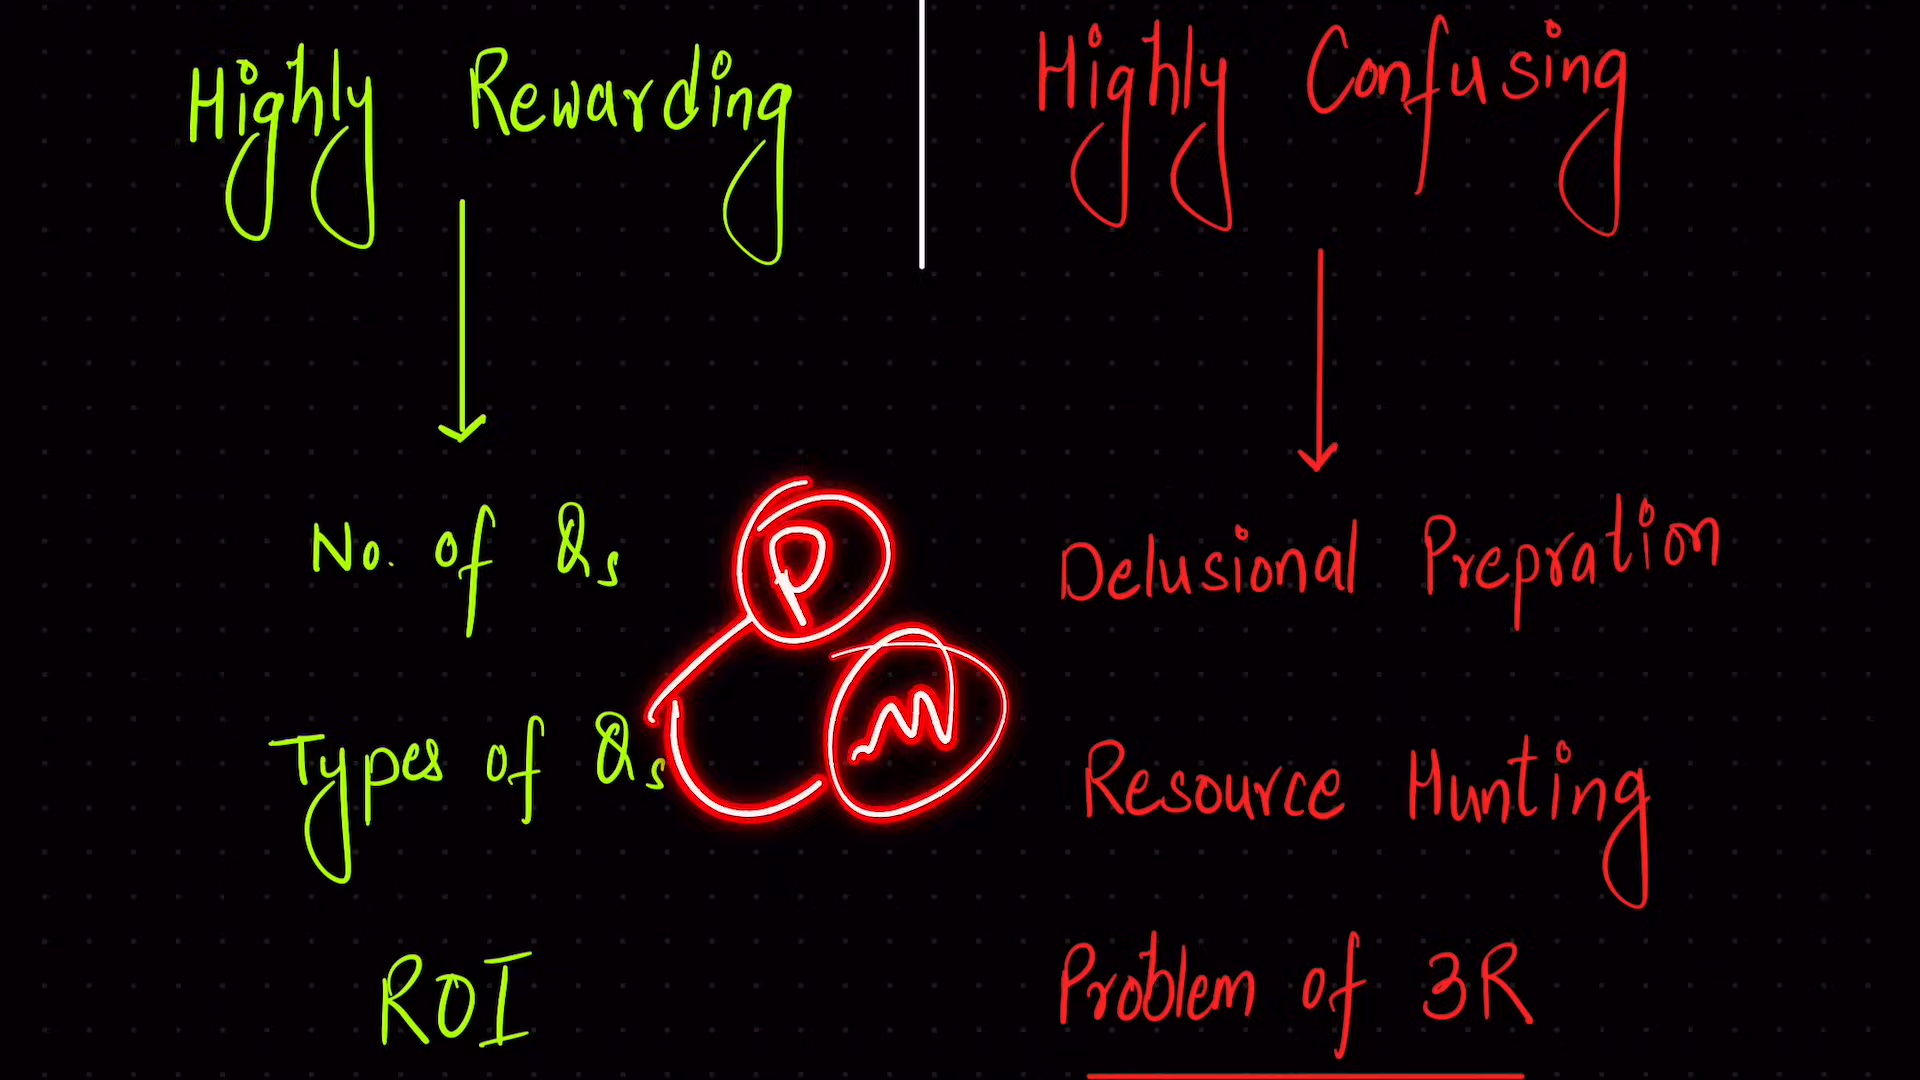 Highly Rewarding
No. of Qs
Types of Qs
ROI
P
M
Highly Confusing
Delusional Prepration
Resource Hunting
Problem of 3R